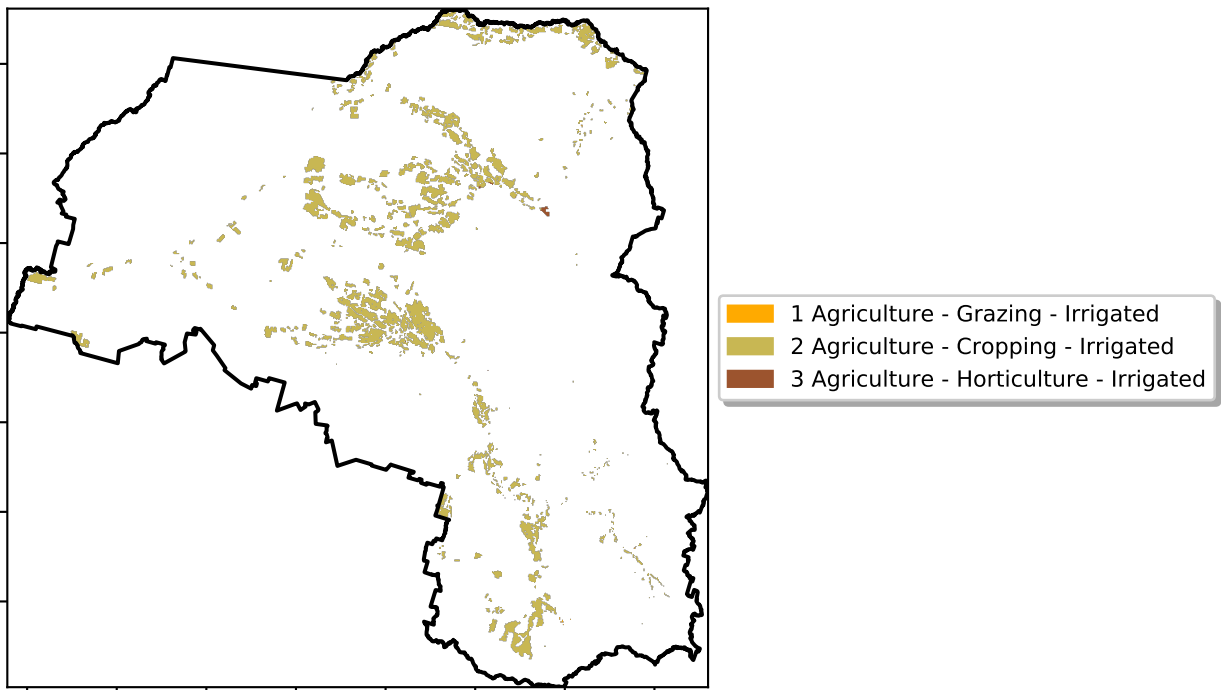 1 Agriculture - Grazing - Irrigated
2 Agriculture - Cropping - Irrigated
3 Agriculture - Horticulture - Irrigated